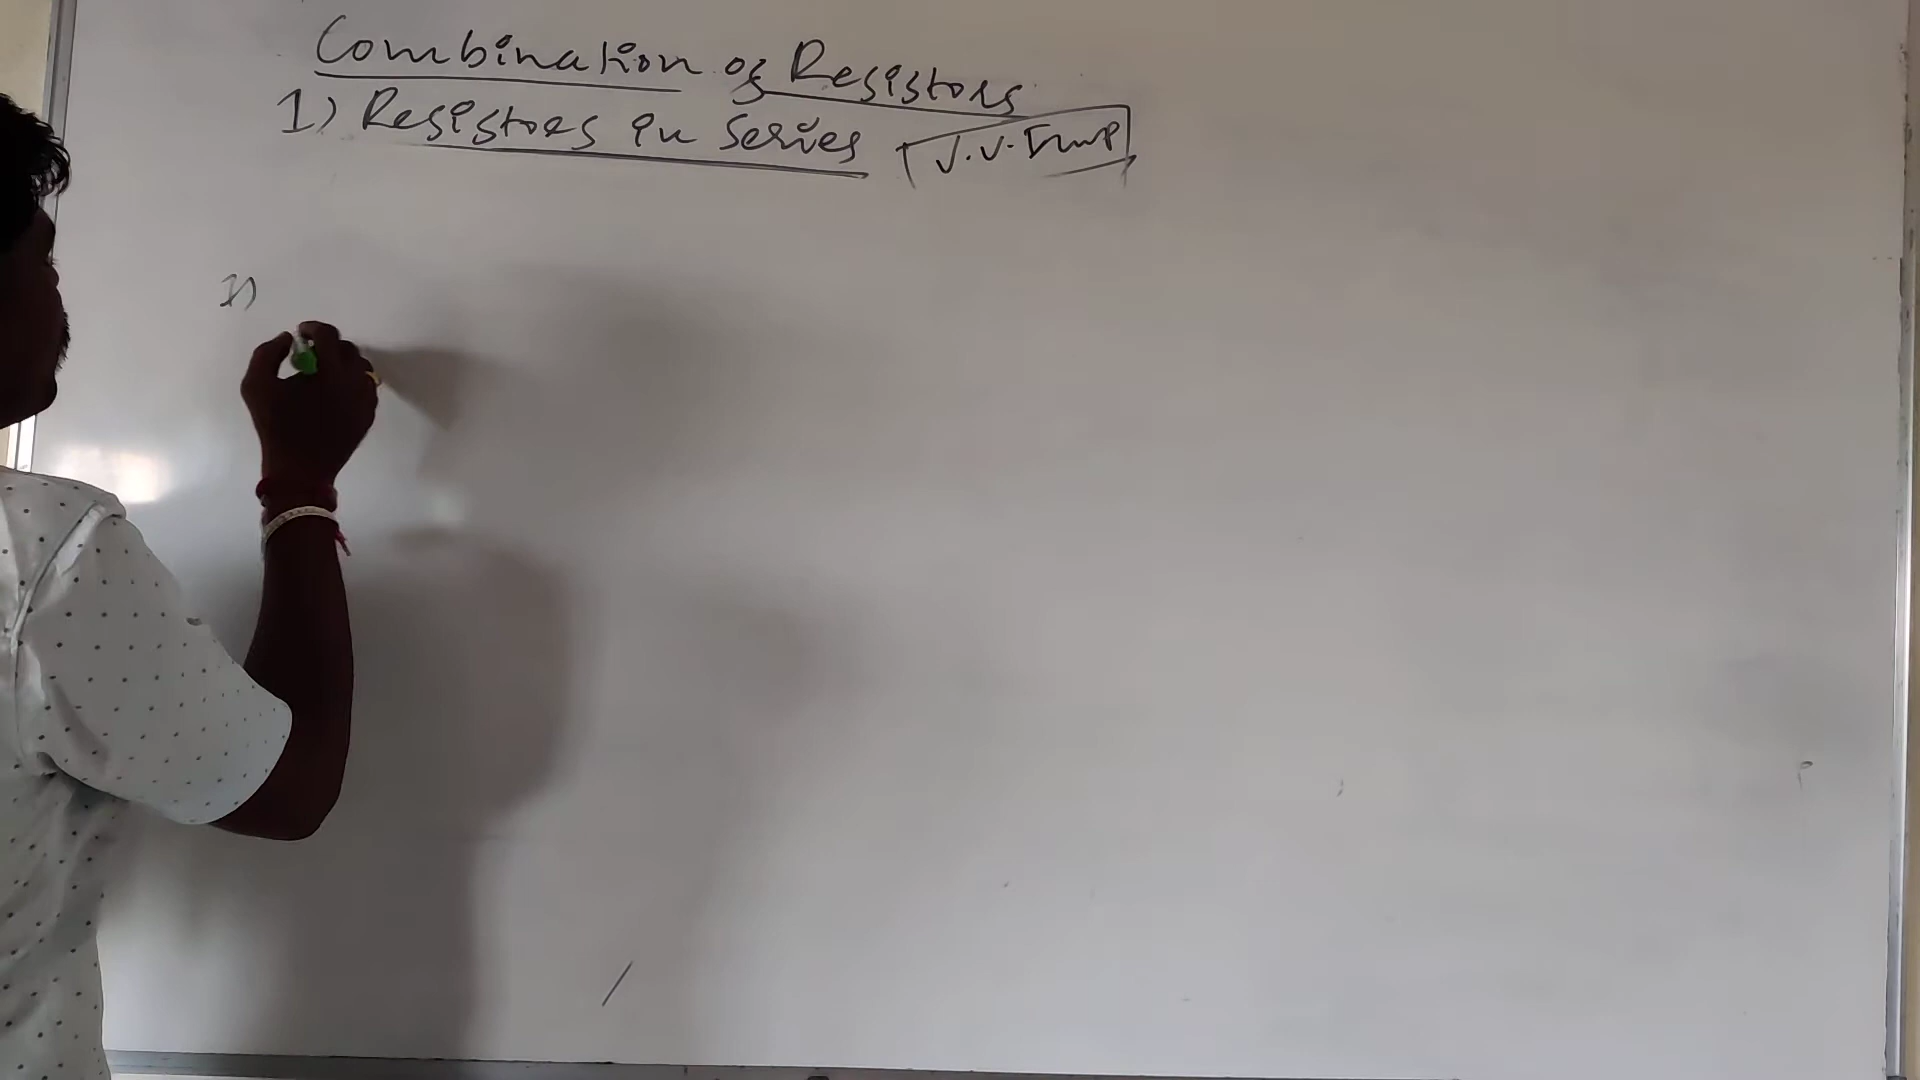 Combination of Resistors
1) Resistors in Series V.V.Imp
1)